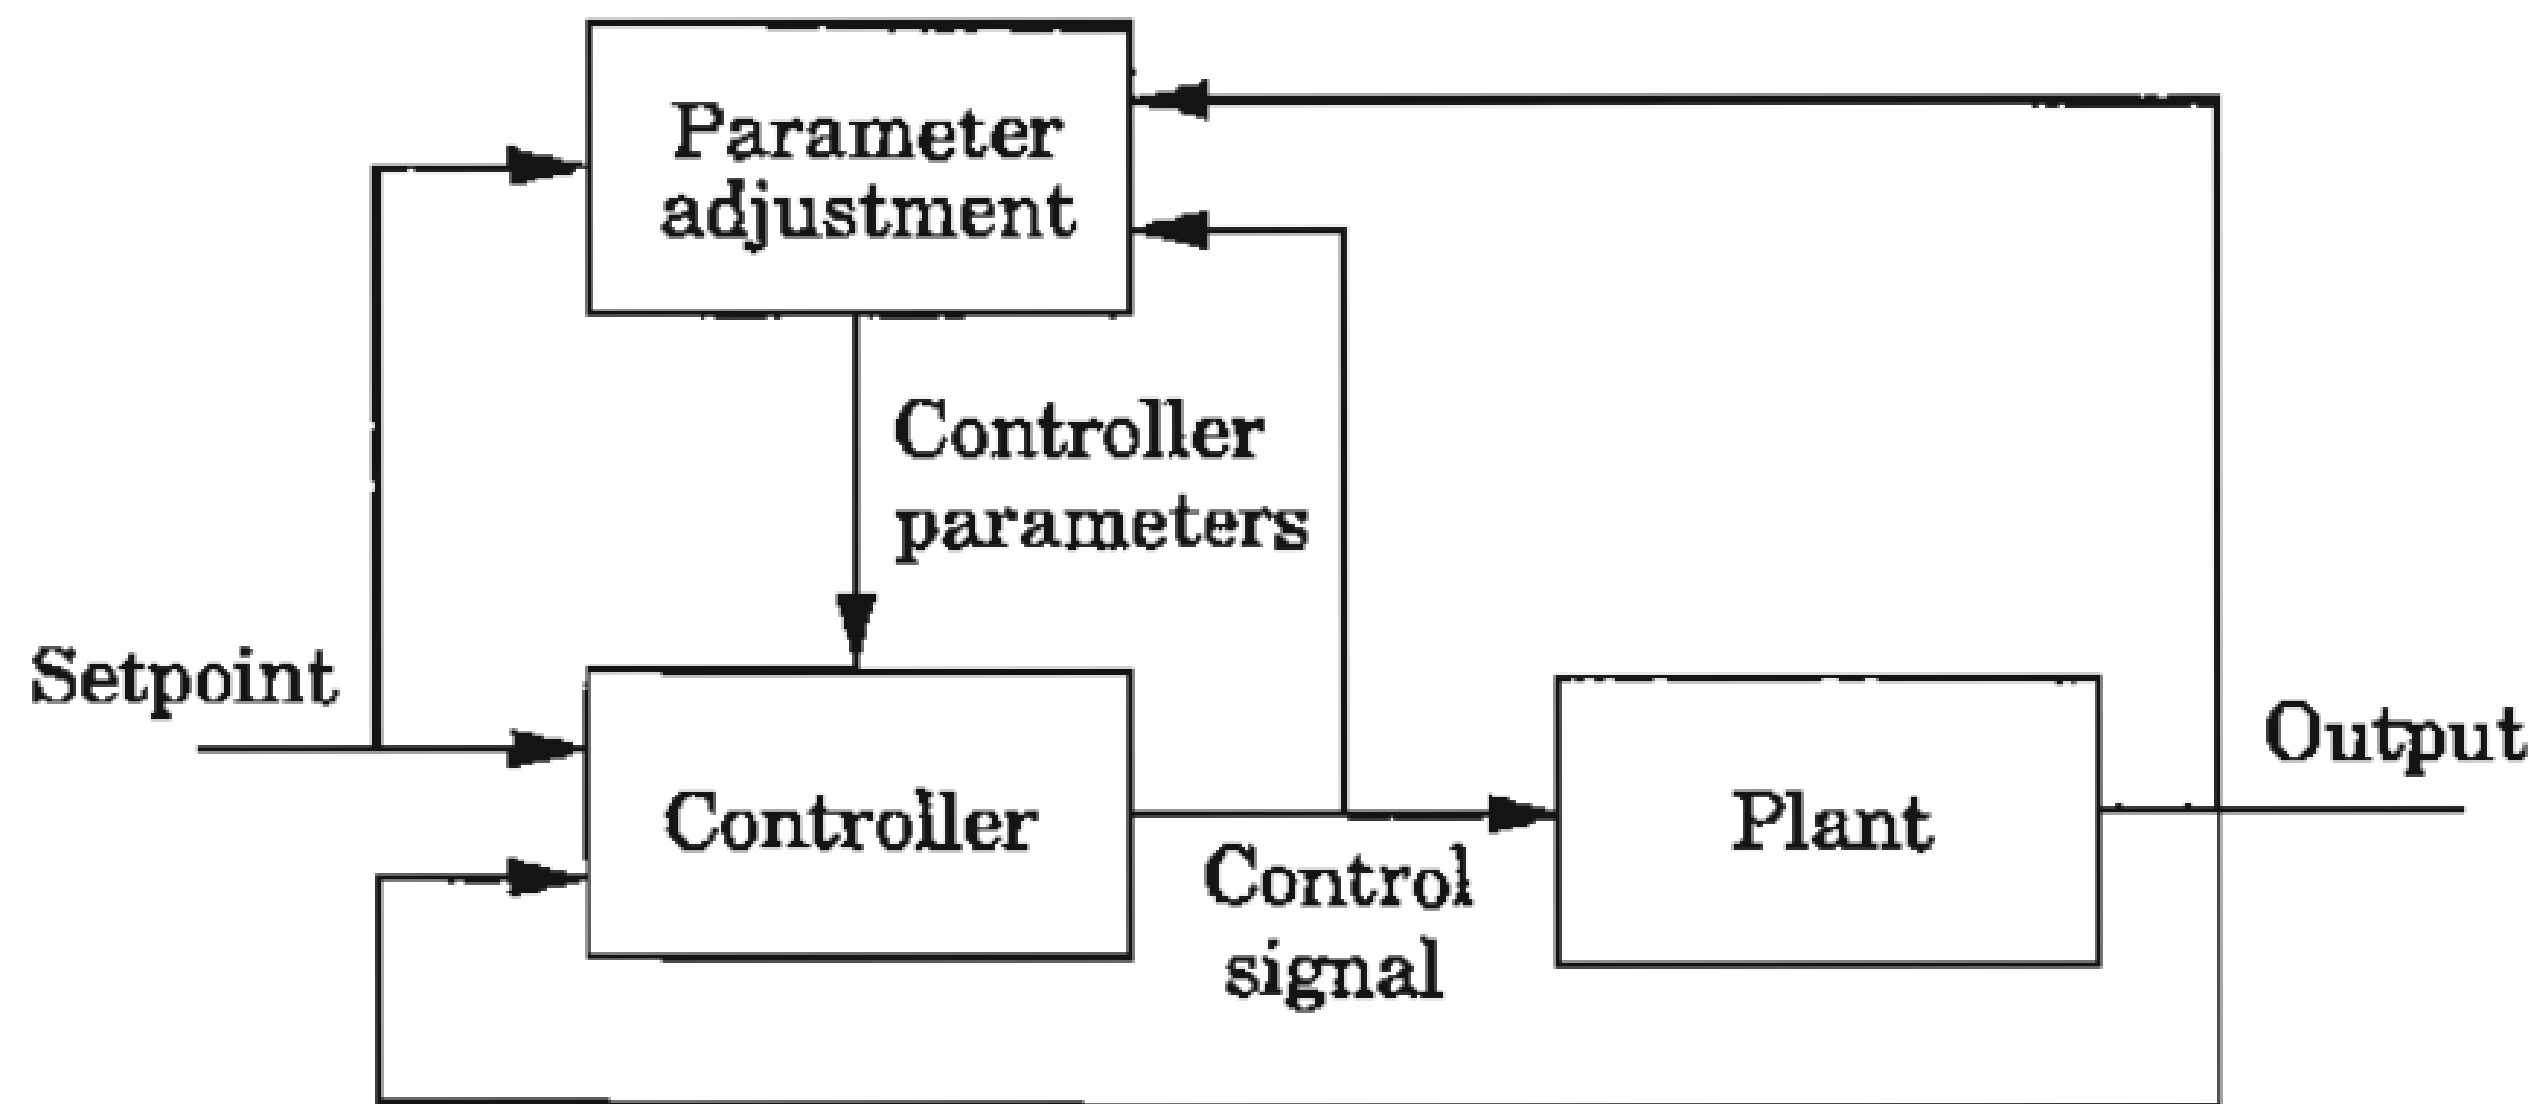 Parameter
adjustment
Controller
parameters
Setpoint
Controller
Control
signal
Plant
Output